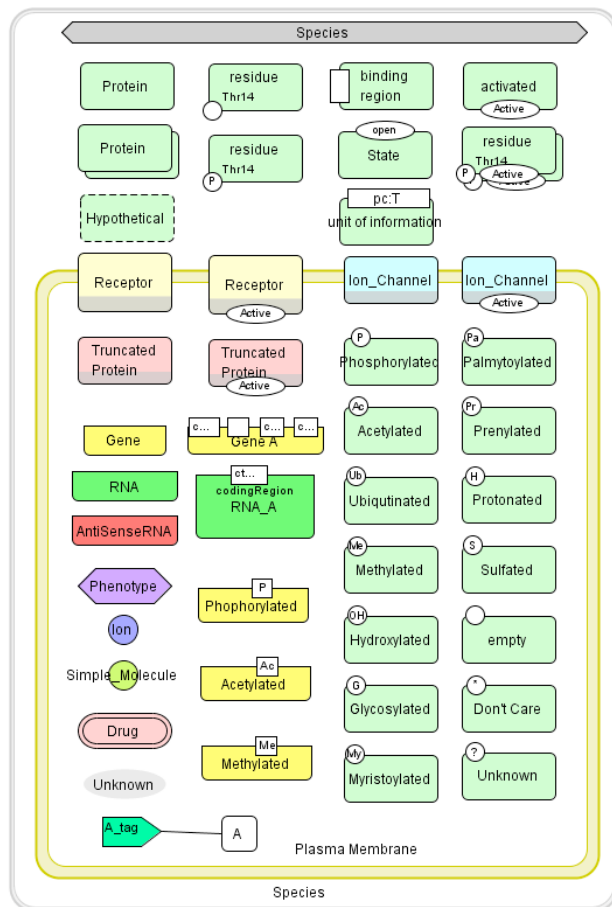 Species
Protein
residue
Thr14
binding
region
activated
Active
Protein
residue
Thr14
P
open
State
residue
Thr14
P
Active
Active
Hypothetical
pc:T
unit of information
Receptor
Receptor
Active
Ion_Channel
Ion_Channel
Active
Truncated
Protein
Truncated
Protein
Active
P
Phosphorylated
Pa
Palmytoylated
Gene
c...
c...
c...
Gene A
Ac
Acetylated
Pr
Prenylated
RNA
ct...
codingRegion
RNA_A
Ub
Ubiqutinated
H
Protonated
AntiSenseRNA
Me
Methylated
S
Sulfated
Phenotype
P
Phophorylated
Ion
OH
Hydroxylated
empty
Simple_Molecule
Ac
Acetylated
G
Glycosylated
*
Don't Care
Drug
Me
Methylated
My
Myristoylated
?
Unknown
Unknown
A_tag
A
Plasma Membrane
Species